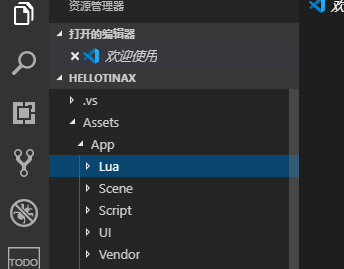 资源管理器
打开的编辑器
欢迎使用
欢迎
HELLOTINAX
.vs
Assets
App
Lua
Scene
Script
UI
Vendor
TODO